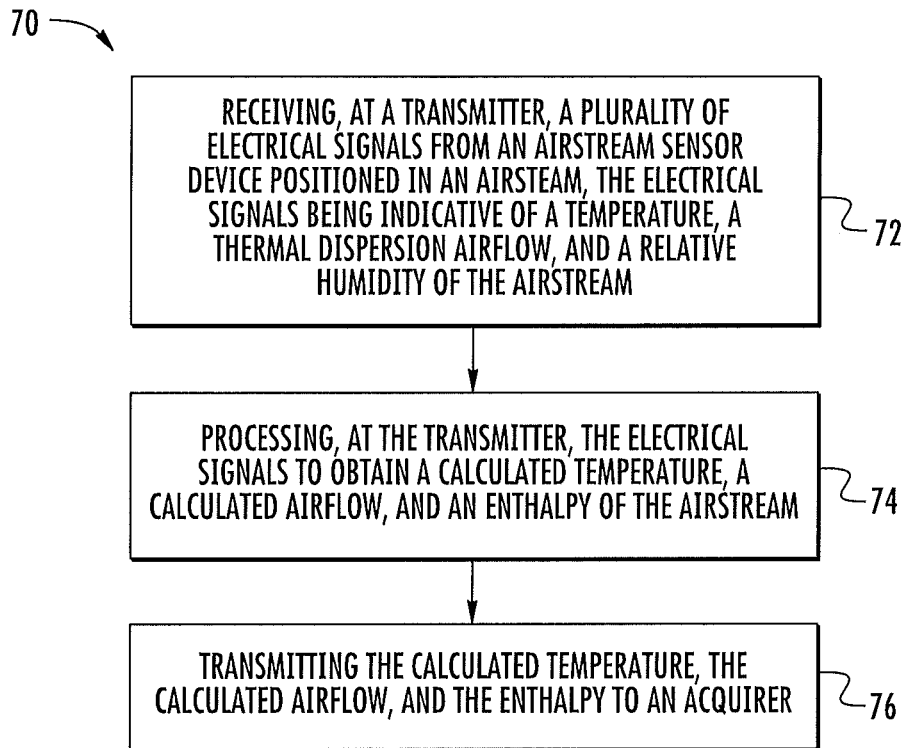 70
RECEIVING, AT A TRANSMITTER, A PLURALITY OF
ELECTRICAL SIGNALS FROM AN AIRSTREAM SENSOR
DEVICE POSITIONED IN AN AIRSTEAM, THE ELECTRICAL
SIGNALS BEING INDICATIVE OF A TEMPERATURE, A
THERMAL DISPERSION AIRFLOW, AND A RELATIVE
HUMIDITY OF THE AIRSTREAM
72
PROCESSING, AT THE TRANSMITTER, THE ELECTRICAL
SIGNALS TO OBTAIN A CALCULATED TEMPERATURE, A
CALCULATED AIRFLOW, AND AN ENTHALPY OF THE AIRSTREAM
74
TRANSMITTING THE CALCULATED TEMPERATURE, THE
CALCULATED AIRFLOW, AND THE ENTHALPY TO AN ACQUIRER
76